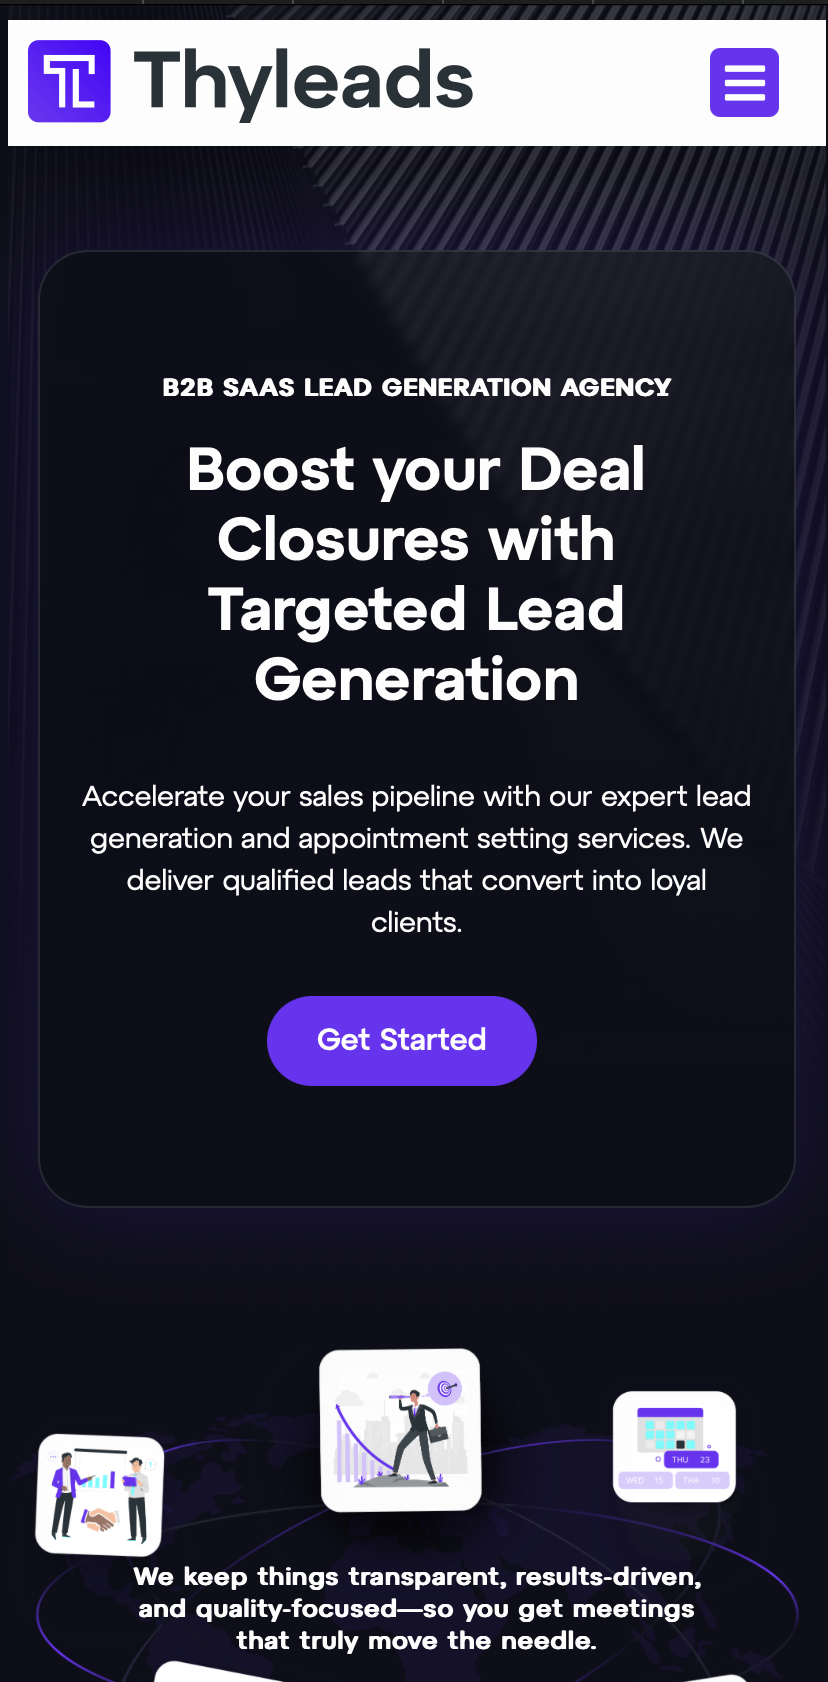 Thyleads
B2B SAAS LEAD GENERATION AGENCY
Boost your Deal
Closures with
Targeted Lead
Generation
Accelerate your sales pipeline with our expert lead
generation and appointment setting services. We
deliver qualified leads that convert into loyal
clients.
Get Started
THU 23
WED 15 THA 10
We keep things transparent, results-driven,
and quality-focused—so you get meetings
that truly move the needle.